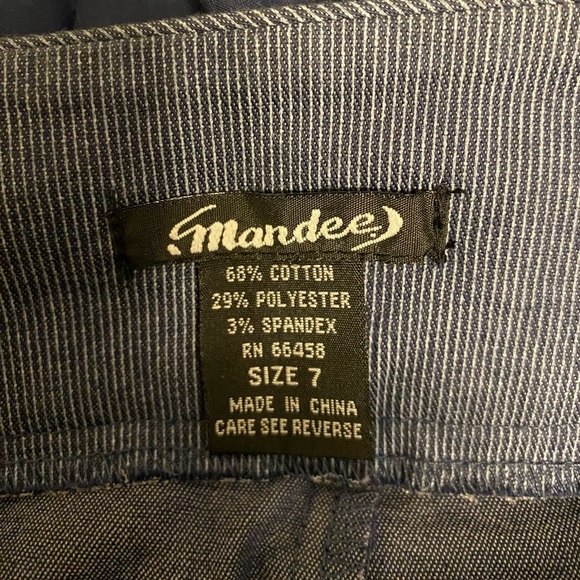 mandee
68% COTTON
29% POLYESTER
3% SPANDEX
RN 66458
SIZE 7
MADE IN CHINA
CARE SEE REVERSE